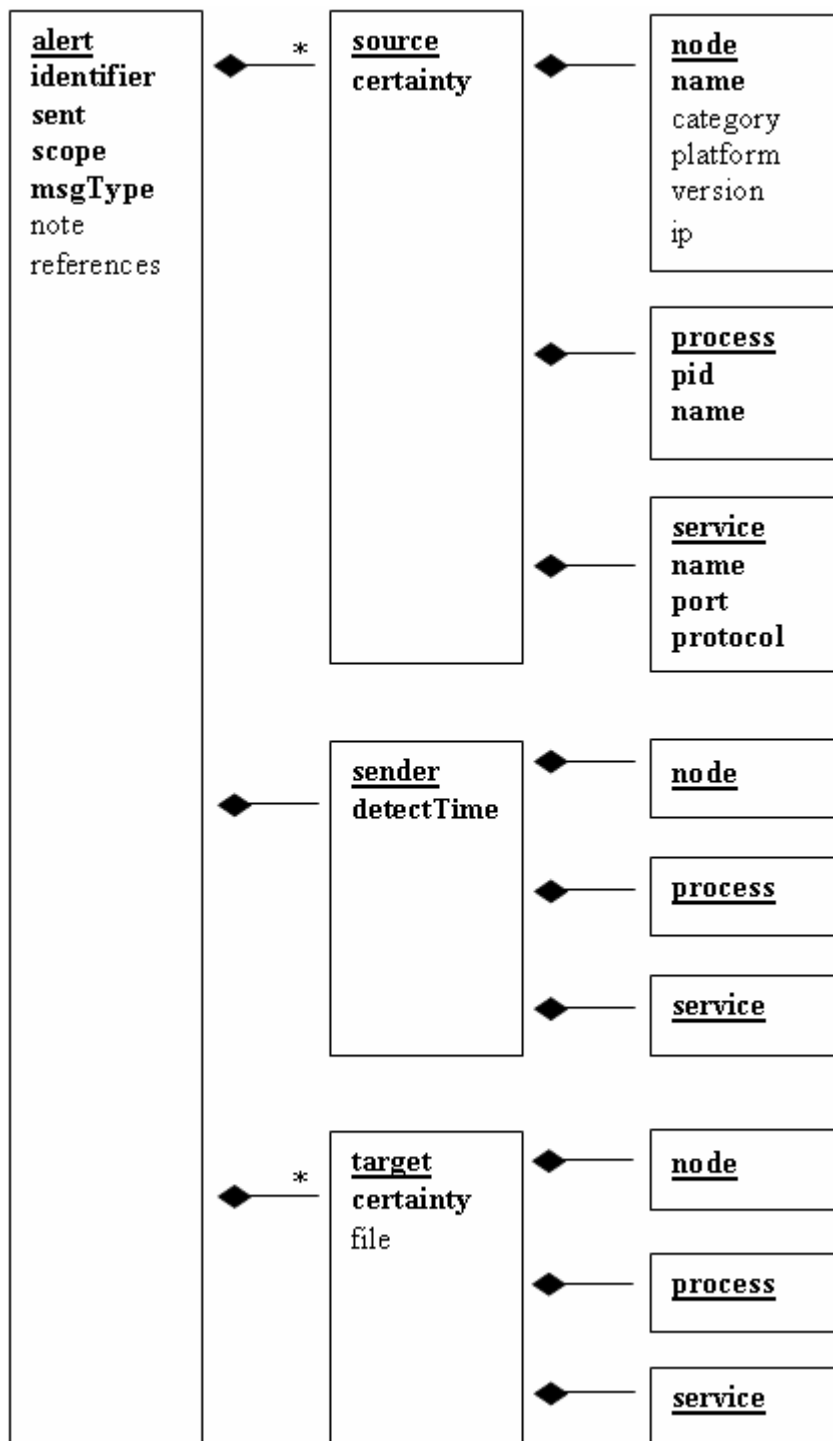 alert
identifier
sent
scope
msgType
note
references
*
source
certainty
node
name
category
platform
version
ip
process
pid
name
service
name
port
protocol
sender
detectTime
node
process
service
*
target
certainty
file
node
process
service